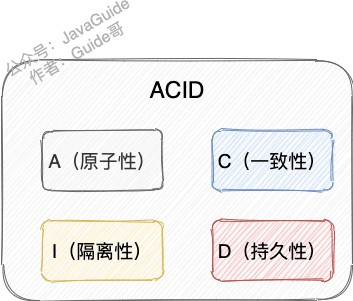 公众号：JavaGuide
作者：Guide哥
ACID
A（原子性）
C（一致性）
I（隔离性）
D（持久性）